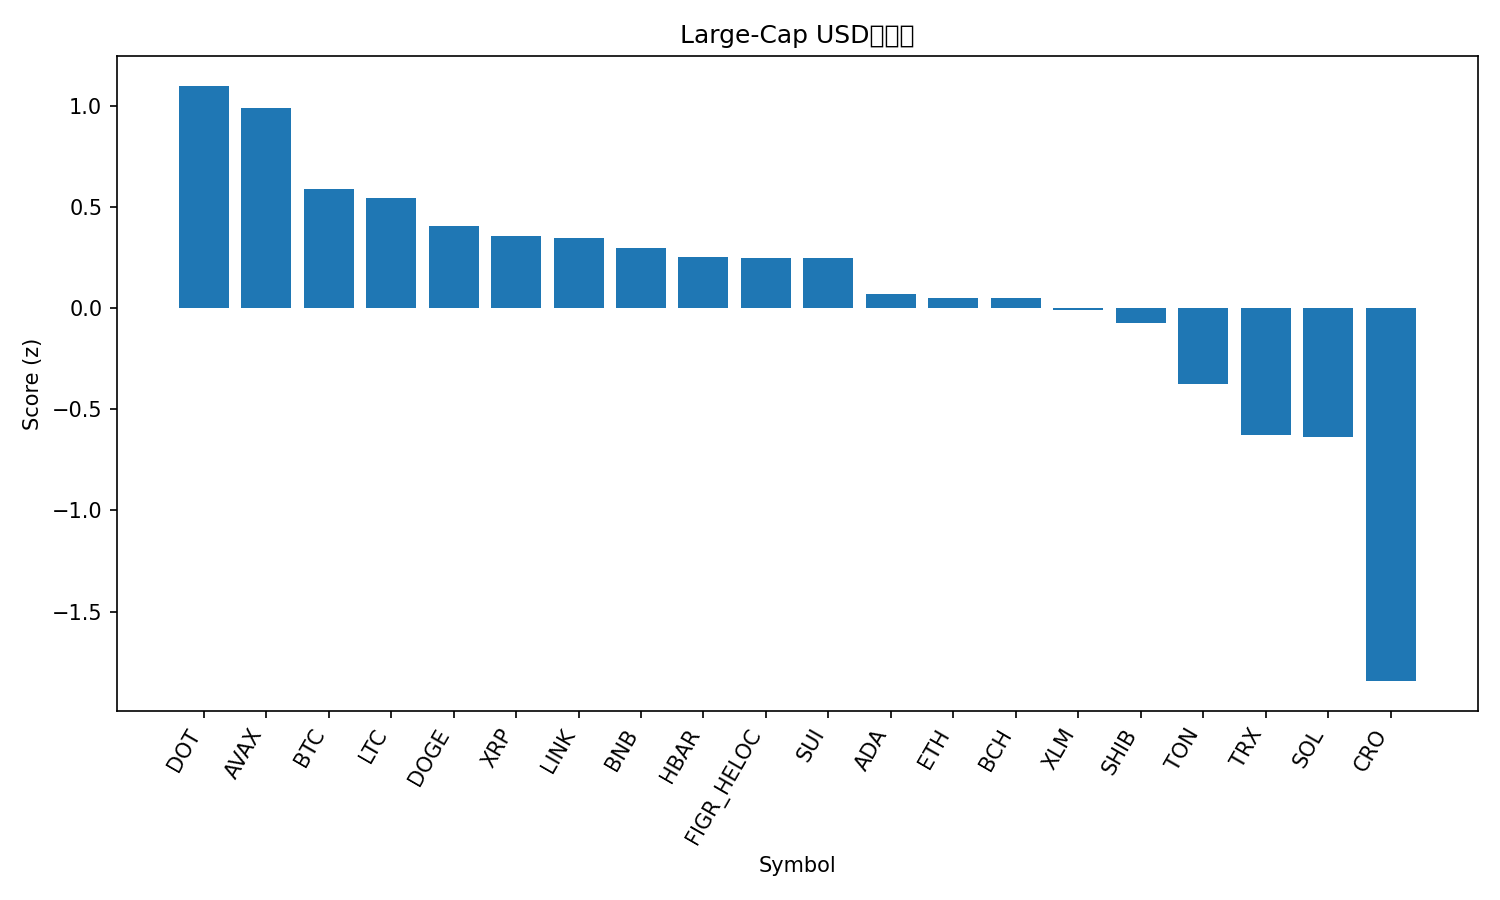 Large-Cap USD
Score (z)
1.0
0.5
0.0
−0.5
−1.0
−1.5
DOT
AVAX
BTC
LTC
DOGE
XRP
LINK
BNB
HBAR
FIGR_HELOC
SUI
ADA
ETH
BCH
XLM
SHIB
TON
TRX
SOL
CRO
Symbol